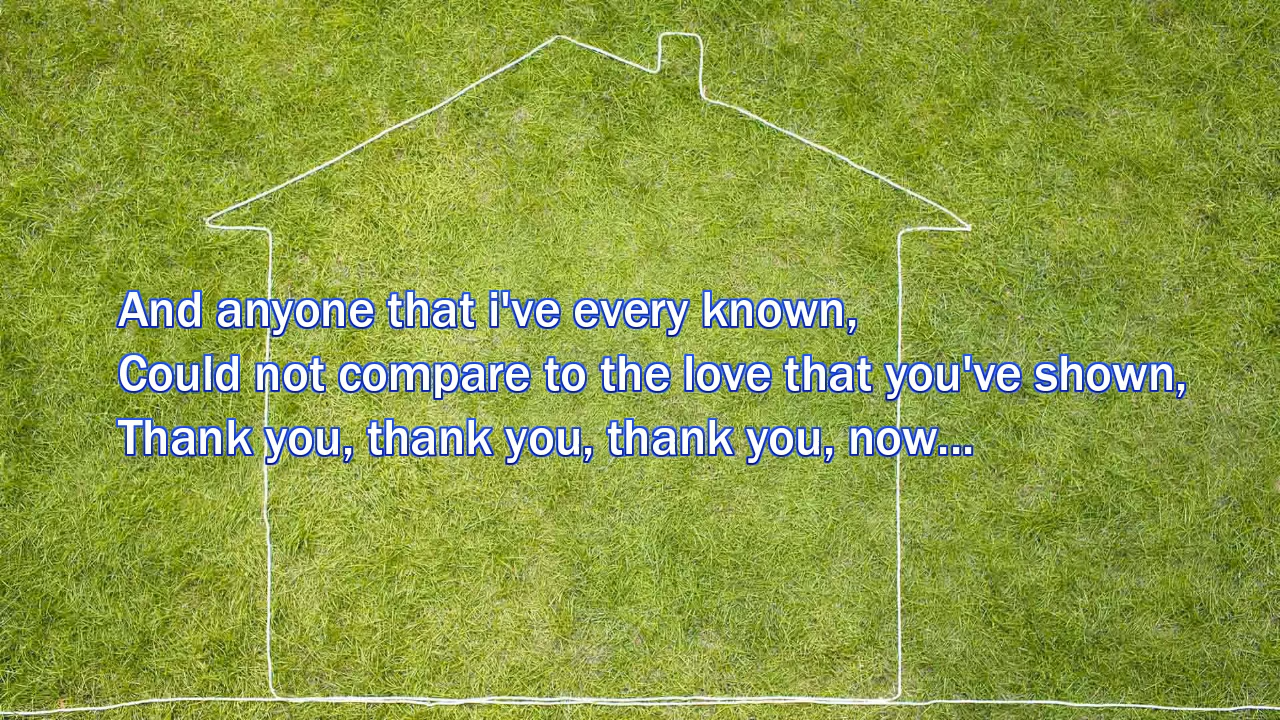 And anyone that i've every known,
Could not compare to the love that you've shown,
Thank you, thank you, thank you, now...